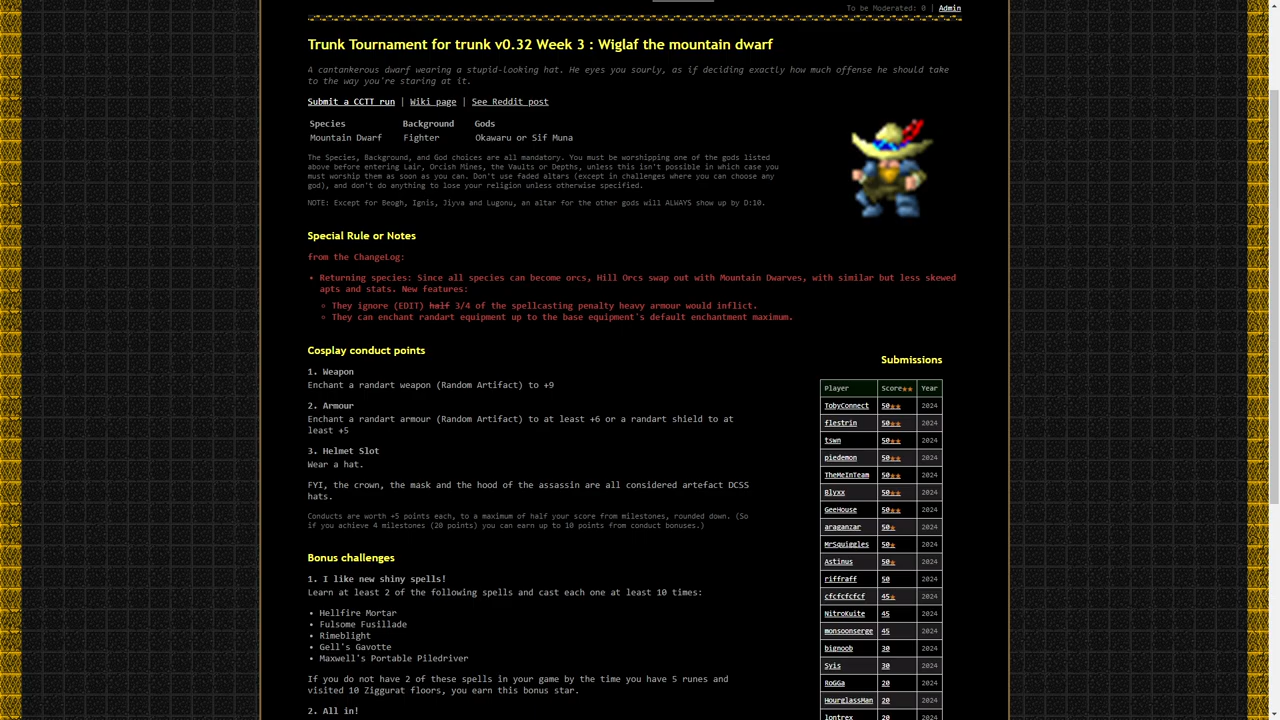 To be Moderated: 0 | Admin
Trunk Tournament for trunk v0.32 Week 3 : Wiglaf the mountain dwarf
A cantankerous dwarf wearing a stupid-looking hat. He eyes you sourly, as if deciding exactly how much offense he should take
to the way you're staring at it.
Submit a CCTT run | Wiki page | See Reddit post
Species Background Gods
Mountain Dwarf Fighter Okawaru or Sif Muna
The Species, Background, and God choices are all mandatory. You must be worshipping one of the gods listed
above before entering Lair, Orcish Mines, the Vaults or Depths, unless this isn't possible in which case you
must worship them as soon as you can. Don't use faded altars (except in challenges where you can choose any
god), and don't do anything to lose your religion unless otherwise specified.
NOTE: Except for Beogh, Ignis, Jiyva and Lugonu, an altar for the other gods will ALWAYS show up by D:10.
Special Rule or Notes
from the ChangeLog:
• Returning species: Since all species can become orcs, Hill Orcs swap out with Mountain Dwarves, with similar but less skewed
apts and stats. New features:
They ignore (EDIT) half 3/4 of the spellcasting penalty heavy armour would inflict.
They can enchant randart equipment up to the base equipment's default enchantment maximum.
Cosplay conduct points
1. Weapon
Enchant a randart weapon (Random Artifact) to +9
2. Armour
Enchant a randart armour (Random Artifact) to at least +6 or a randart shield to at
least +5
3. Helmet Slot
Wear a hat.
FYI, the crown, the mask and the hood of the assassin are all considered artefact DCSS
hats.
Conducts are worth +5 points each, to a maximum of half your score from milestones, rounded down. (So
if you achieve 4 milestones (20 points) you can earn up to 10 points from conduct bonuses.)
Bonus challenges
1. I like new shiny spells!
Learn at least 2 of the following spells and cast each one at least 10 times:
• Hellfire Mortar
• Fulsome Fusillade
• Rimeblight
• Gell's Gavotte
• Maxwell's Portable Piledriver
If you do not have 2 of these spells in your game by the time you have 5 runes and
visited 10 Ziggurat floors, you earn this bonus star.
2. All in!
Submissions
Player Score★★ Year
TobyConnect 50★★ 2024
flestrin 50★★ 2024
tswn 50★★ 2024
piedemon 50★★ 2024
TheMeInTeam 50★★ 2024
Blyxx 50★★ 2024
GeeHouse 50★★ 2024
araganzar 50★ 2024
MrSquiggles 50★ 2024
Astinus 50★ 2024
riffraff 50 2024
cfcfcfcfcf 45★ 2024
NitroKuite 45 2024
monsoonserge 45 2024
bignoob 30 2024
Syis 30 2024
RoGGa 20 2024
HourglassMan 20 2024
lontrex 20 2024